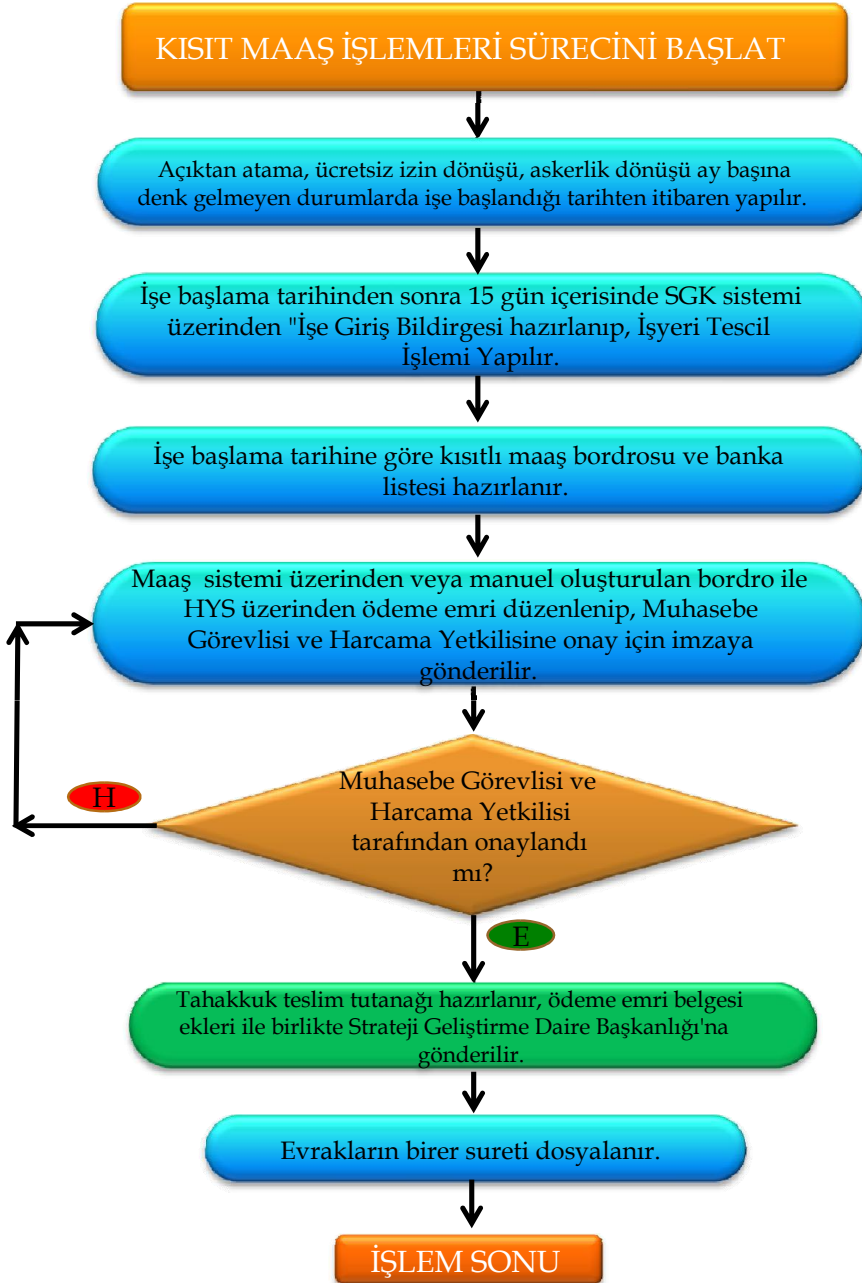 KISIT MAAŞ İŞLEMLERİ SÜRECİNİ BAŞLAT
Açıktan atama, ücretsiz izin dönüşü, askerlik dönüşü ay başına
denk gelmeyen durumlarda işe başlandığı tarihten itibaren yapılır.
İşe başlama tarihinden sonra 15 gün içerisinde SGK sistemi
üzerinden "İşe Giriş Bildirgesi hazırlanıp, İşyeri Tescil
İşlemi Yapılır.
İşe başlama tarihine göre kısıtlı maaş bordrosu ve banka
listesi hazırlanır.
Maaş sistemi üzerinden veya manuel oluşturulan bordro ile
HYS üzerinden ödeme emri düzenlenip, Muhasebe
Görevlisi ve Harcama Yetkilisine onay için imzaya
gönderilir.
Muhasebe Görevlisi ve
Harcama Yetkilisi
tarafından onaylandı
mı?
H
E
Tahakkuk teslim tutanağı hazırlanır, ödeme emri belgesi
ekleri ile birlikte Strateji Geliştirme Daire Başkanlığı'na
gönderilir.
Evrakların birer sureti dosyalanır.
İŞLEM SONU